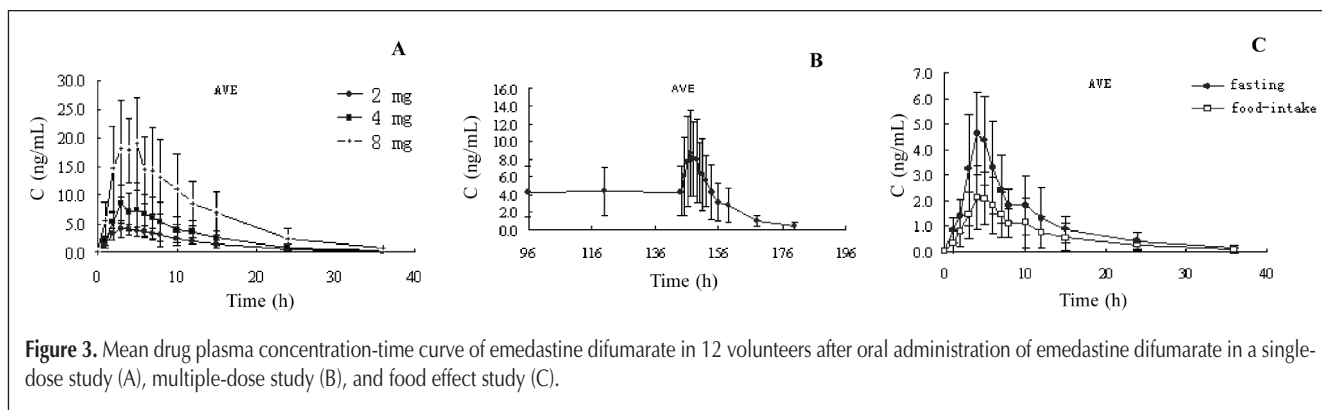 A
AVE
2 mg
4 mg
8 mg
C (ng/mL)
30.0
25.0
20.0
15.0
10.0
5.0
0.0
0
10
20
30
40
Time (h)
B
AVE
C (ng/mL)
16.0
14.0
12.0
10.0
8.0
6.0
4.0
2.0
0.0
96
116
136
156
176
196
Time (h)
C
AVE
fasting
food-intake
C (ng/mL)
7.0
6.0
5.0
4.0
3.0
2.0
1.0
0.0
0
10
20
30
40
Time (h)
Figure 3. Mean drug plasma concentration-time curve of emedastine difumarate in 12 volunteers after oral administration of emedastine difumarate in a single-
dose study (A), multiple-dose study (B), and food effect study (C).